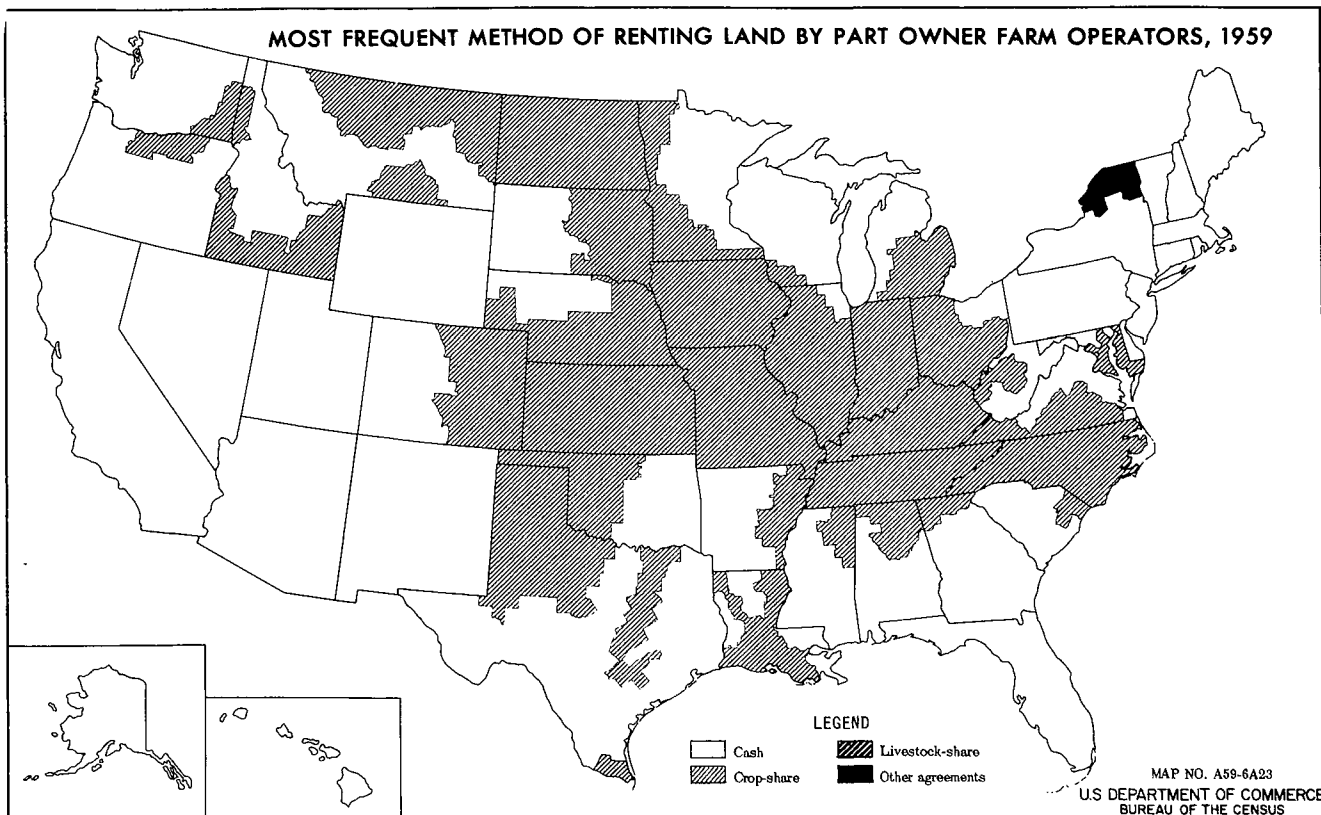 MOST FREQUENT METHOD OF RENTING LAND BY PART OWNER FARM OPERATORS, 1959
LEGEND
Cash
Livestock-share
Crop-share
Other agreements
MAP NO. A59-6A23
U.S DEPARTMENT OF COMMERCE
BUREAU OF THE CENSUS